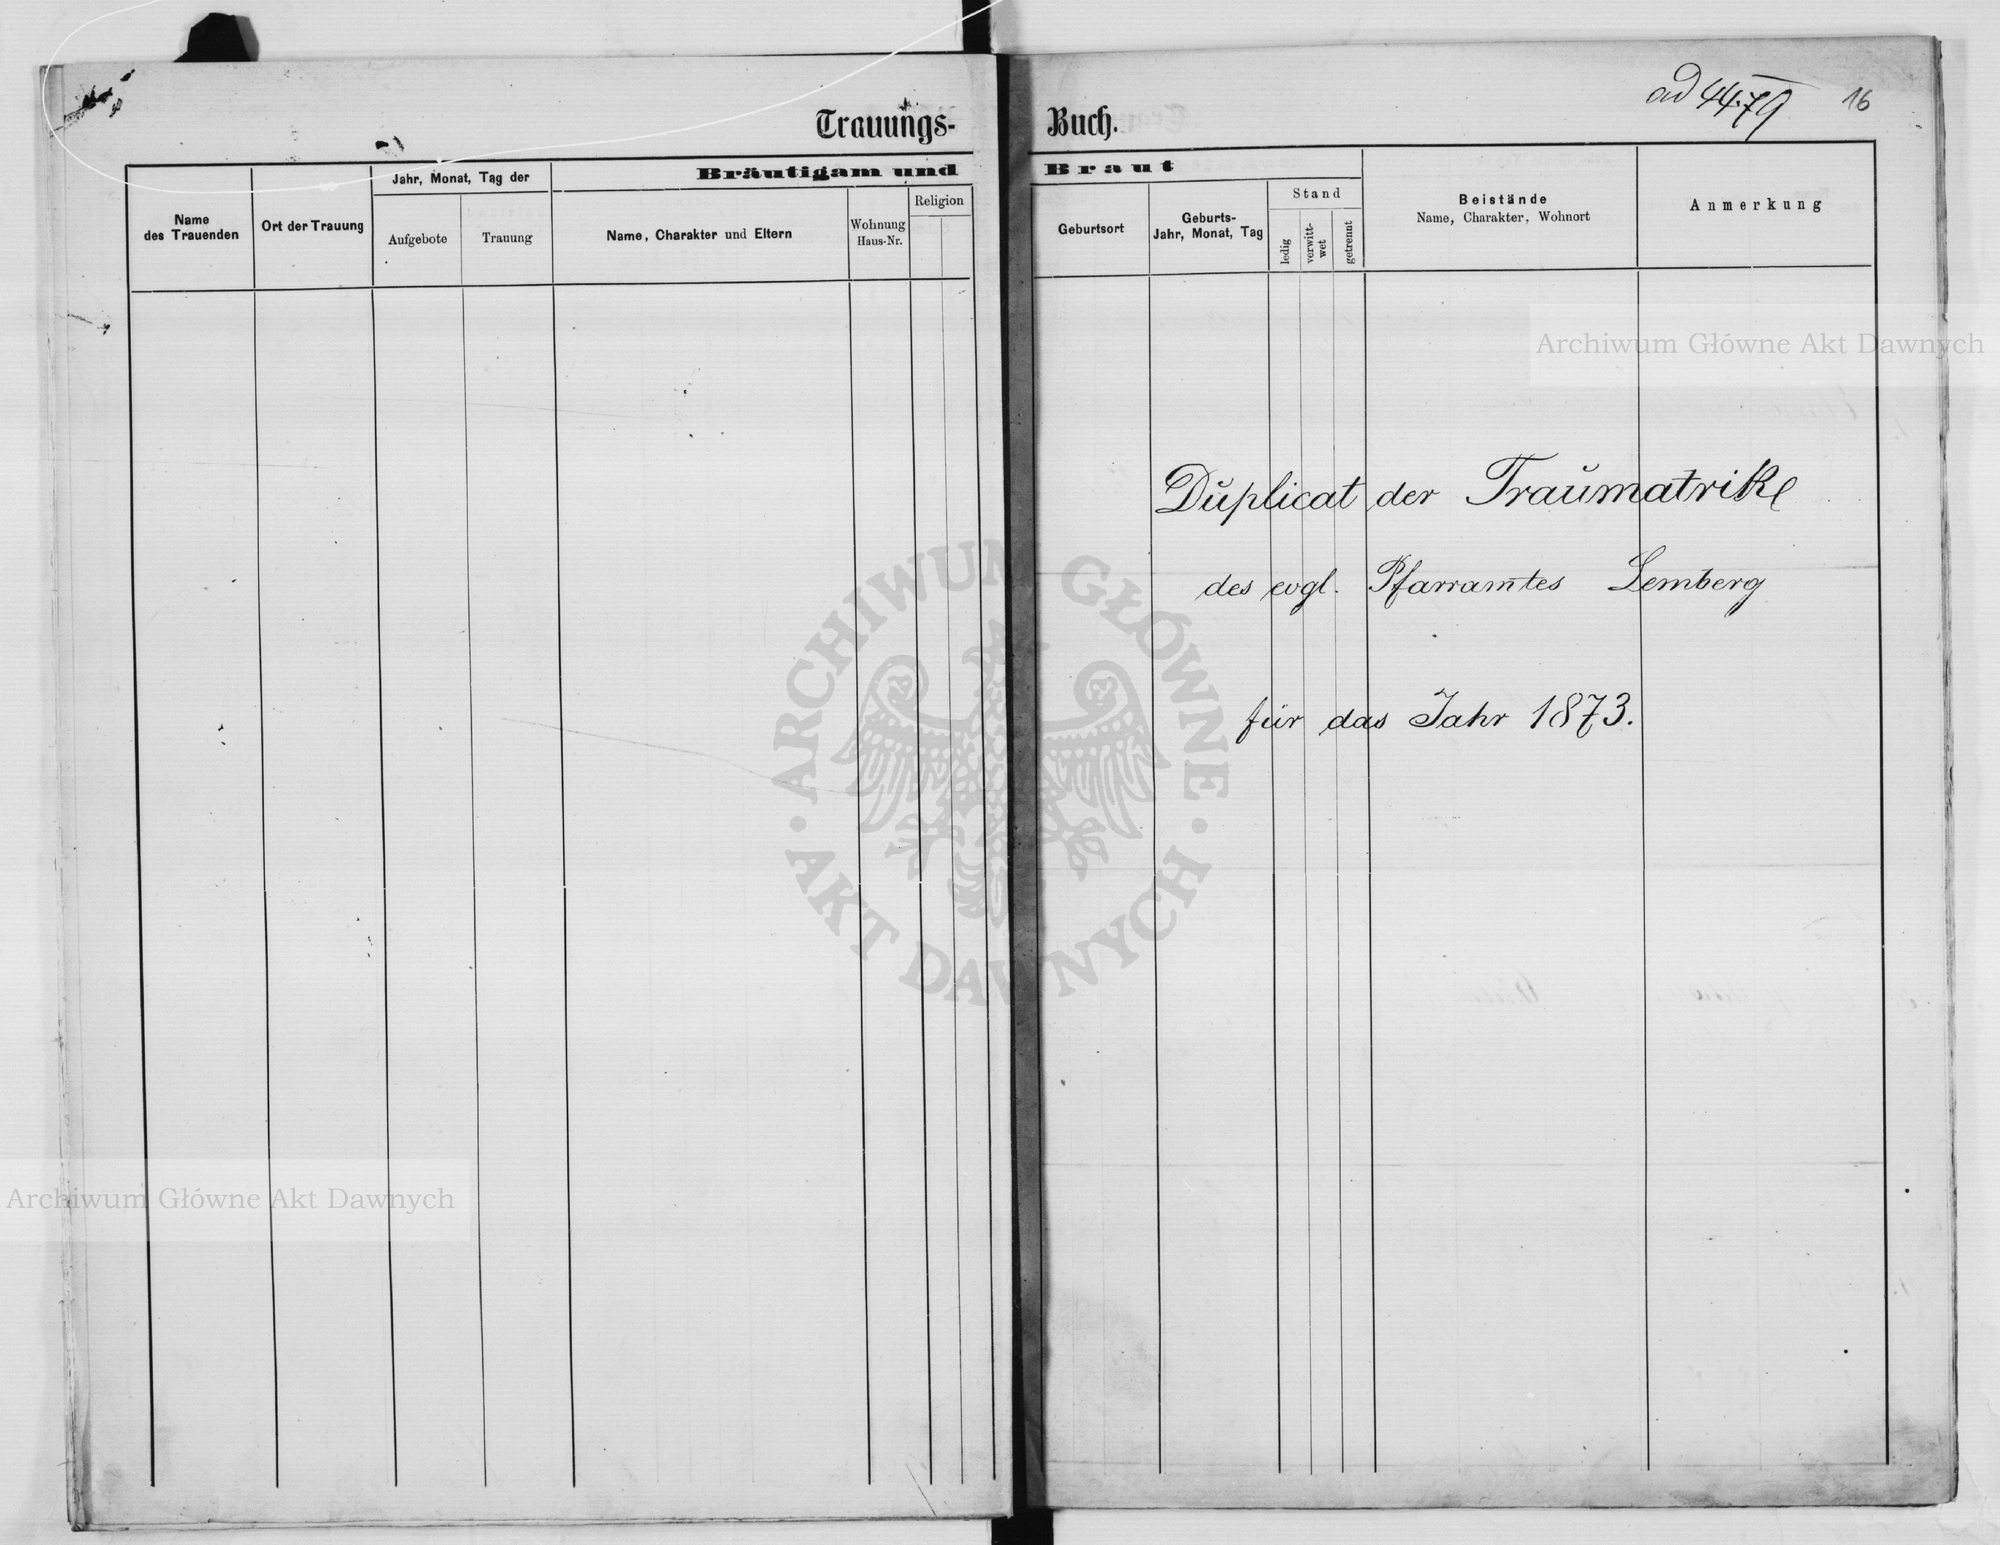 Trauungs-Buch.
ad 4479
16
Bräutigam und Braut
Name des Trauenden
Ort der Trauung
Jahr, Monat, Tag der
Aufgebote
Trauung
Name, Charakter und Eltern
Wohnung Haus-Nr.
Religion
Geburtsort
Geburts-Jahr, Monat, Tag
Stand
ledig
verwitt-wet
getrennt
Beistände
Name, Charakter, Wohnort
Anmerkung
Duplicat der Traumatrike
des evgl. Pfarramtes Lemberg
für das Jahr 1873.
Archiwum Główne Akt Dawnych
ARCHIWUM GŁÓWNE
AKT DAWNYCH
Archiwum Główne Akt Dawnych